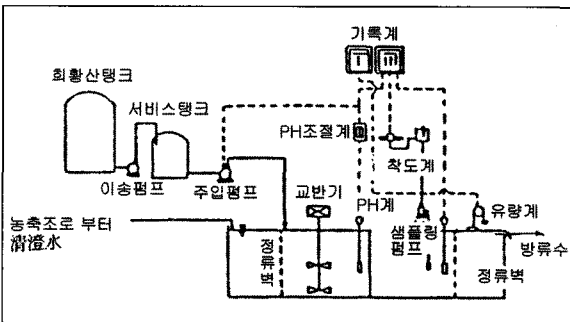 기록계
희황산탱크
서비스탱크
PH조절계
착도계
이송펌프
주입펌프
교반기
PH계
유량계
농축조로 부터
清澄水
샘플링
펌프
방류수
정류벽
정류벽